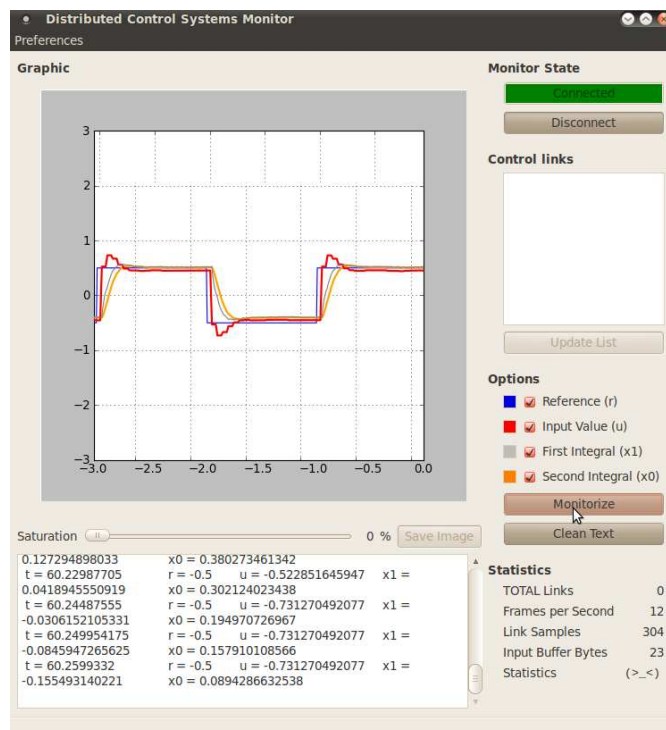 Distributed Control Systems Monitor
Preferences
Graphic
3
2
1
0
−1
−2
−3
−3.0 −2.5 −2.0 −1.5 −1.0 −0.5 0.0
Saturation 0 % Save Image
0.127294898033 x0 = 0.380273461342
t = 60.22987705 r = -0.5 u = -0.522851645947 x1 =
0.0418945550919 x0 = 0.302124023438
t = 60.24487555 r = -0.5 u = -0.731270492077 x1 =
-0.0306152105331 x0 = 0.194970726967
t = 60.249954175 r = -0.5 u = -0.731270492077 x1 =
-0.0845947265625 x0 = 0.157910108566
t = 60.2599332 r = -0.5 u = -0.731270492077 x1 =
-0.155493140221 x0 = 0.0894286632538
Monitor State
Connected
Disconnect
Control links
Update List
Options
Reference (r)
Input Value (u)
First Integral (x1)
Second Integral (x0)
Monitorize
Clean Text
Statistics
TOTAL Links 0
Frames per Second 12
Link Samples 304
Input Buffer Bytes 23
Statistics (>_<)